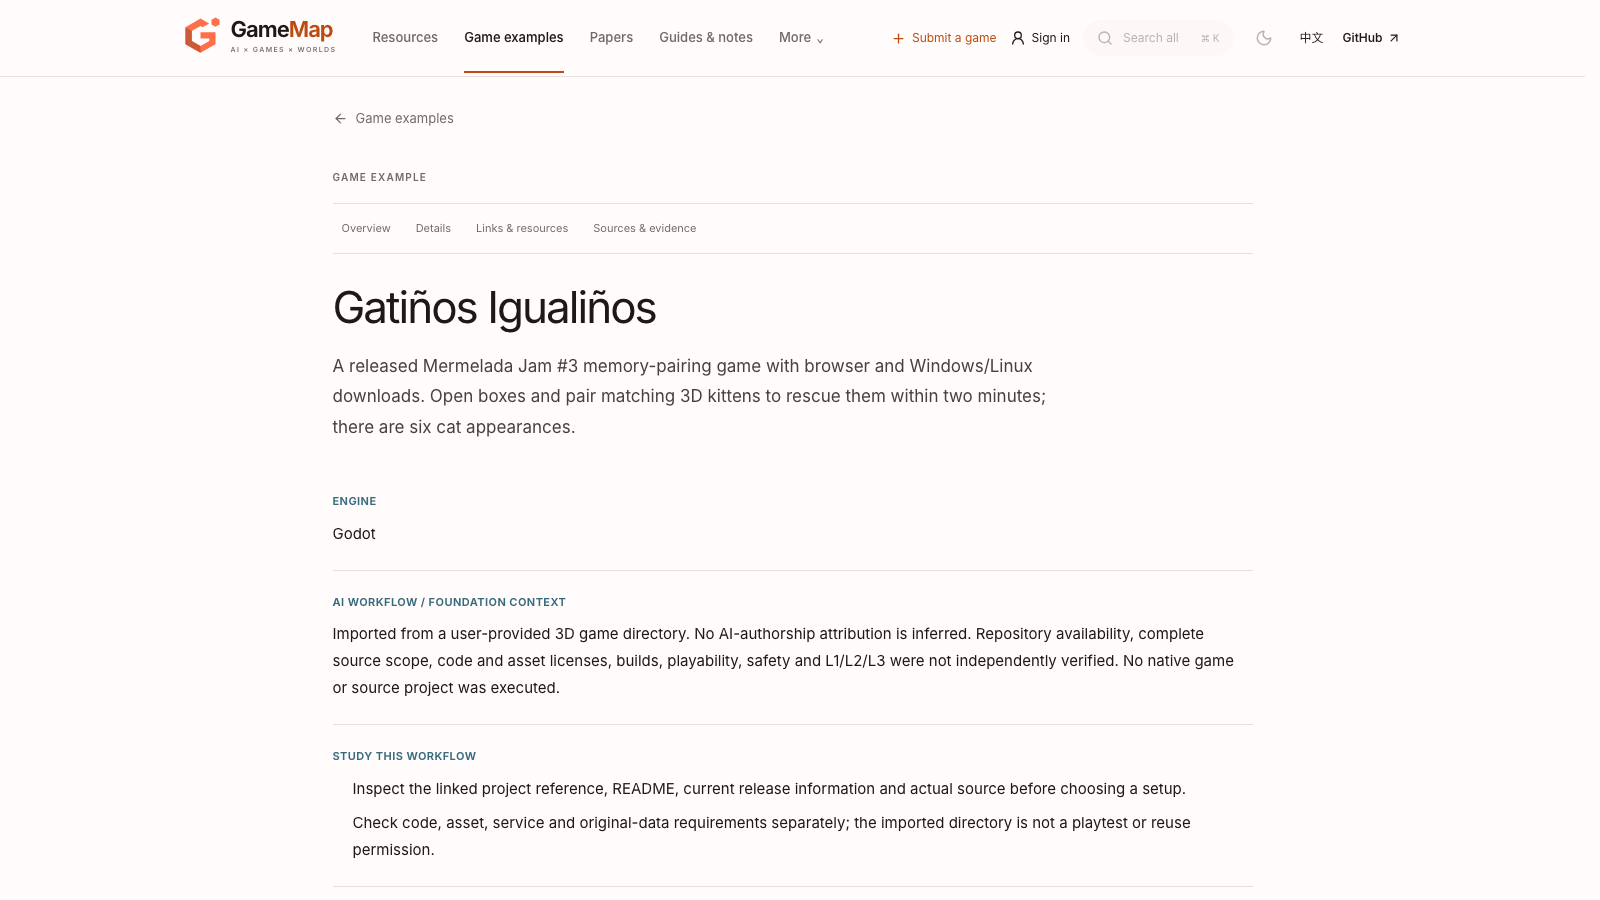 GameMap
AI × GAMES × WORLDS
Resources
Game examples
Papers
Guides & notes
More
Submit a game
Sign in
Search all
⌘ K
中文
GitHub
Game examples
GAME EXAMPLE
Overview
Details
Links & resources
Sources & evidence
Gatiños Igualiños
A released Mermelada Jam #3 memory-pairing game with browser and Windows/Linux
downloads. Open boxes and pair matching 3D kittens to rescue them within two minutes;
there are six cat appearances.
ENGINE
Godot
AI WORKFLOW / FOUNDATION CONTEXT
Imported from a user-provided 3D game directory. No AI-authorship attribution is inferred. Repository availability, complete
source scope, code and asset licenses, builds, playability, safety and L1/L2/L3 were not independently verified. No native game
or source project was executed.
STUDY THIS WORKFLOW
Inspect the linked project reference, README, current release information and actual source before choosing a setup.
Check code, asset, service and original-data requirements separately; the imported directory is not a playtest or reuse
permission.